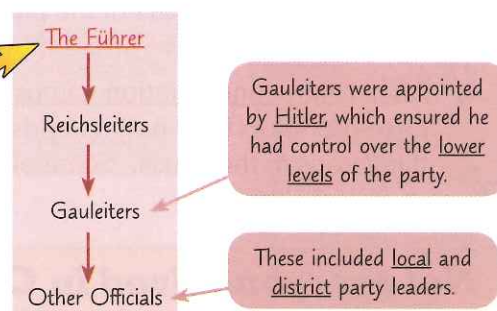 The Führer
Reichsleiters
Gauleiters
Other Officials
Gauleiters were appointed
by Hitler, which ensured he
had control over the lower
levels of the party.
These included local and
district party leaders.